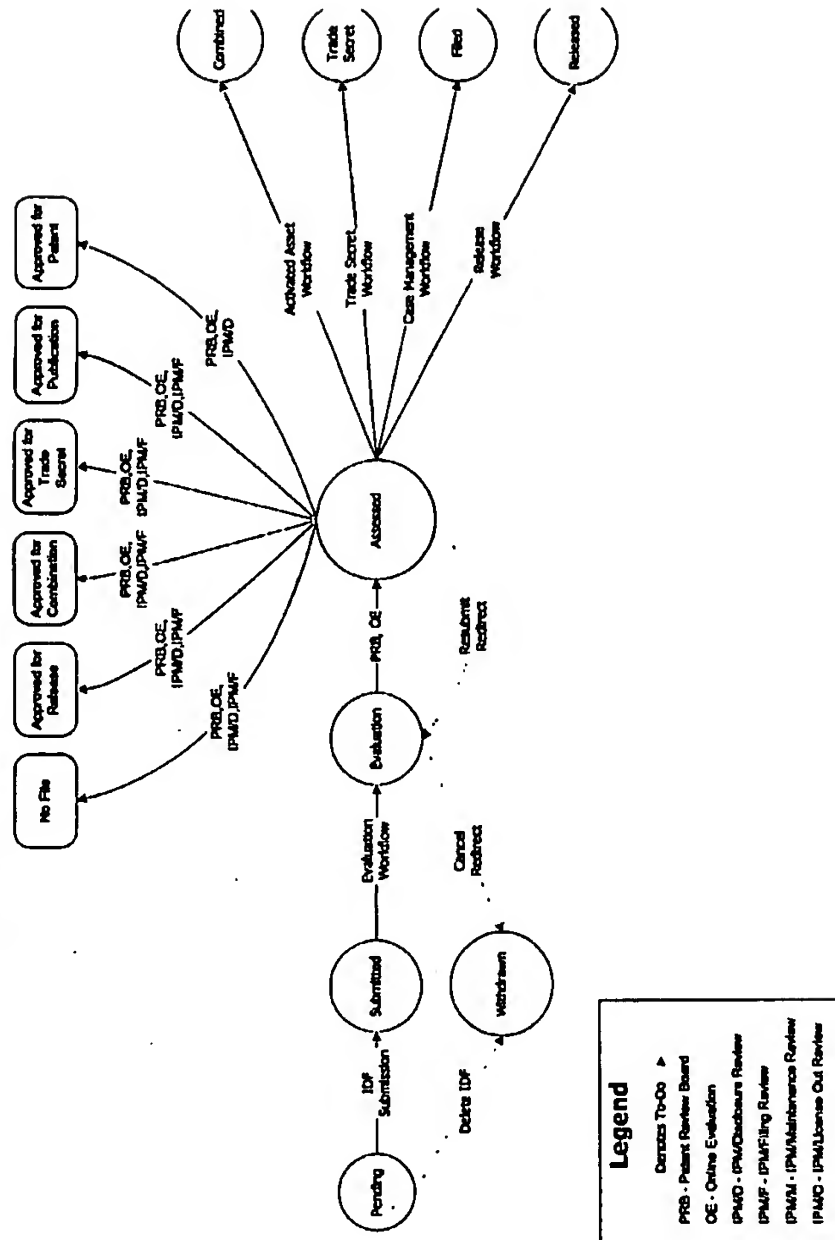 No File
Approved for
Release
Approved for
Combination
Approved for
Trade
Secret
Approved for
Publication
Approved for
Patent
PRB,OE,
IPM/D,IPM/F
PRB,OE,
IPM/D,IPM/F
PRB,OE,
IPM/D,IPM/F
PRB,OE,
IPM/D,IPM/F
PRB,OE,
IPM/D,IPM/F
PRB,OE,
IPM/D
Pending
IDF
Submission
Submitted
Evaluation
Workflow
Evaluation
PRB, OE
Assessed
Activated Asset
Workflow
Trade Secret
Workflow
Case Management
Workflow
Release
Workflow
Combined
Trade
Secret
Filed
Released
Delete IDF
Withdrawn
Cancel
Redirect
Resubmit
Redirect
Legend
Denotes To-Do
PRB - Patent Review Board
OE - Online Evaluation
IPM/D - IPM/Disclosure Review
IPM/F - IPM/Filing Review
IPM/M - IPM/Maintenance Review
IPM/O - IPM/License Out Review